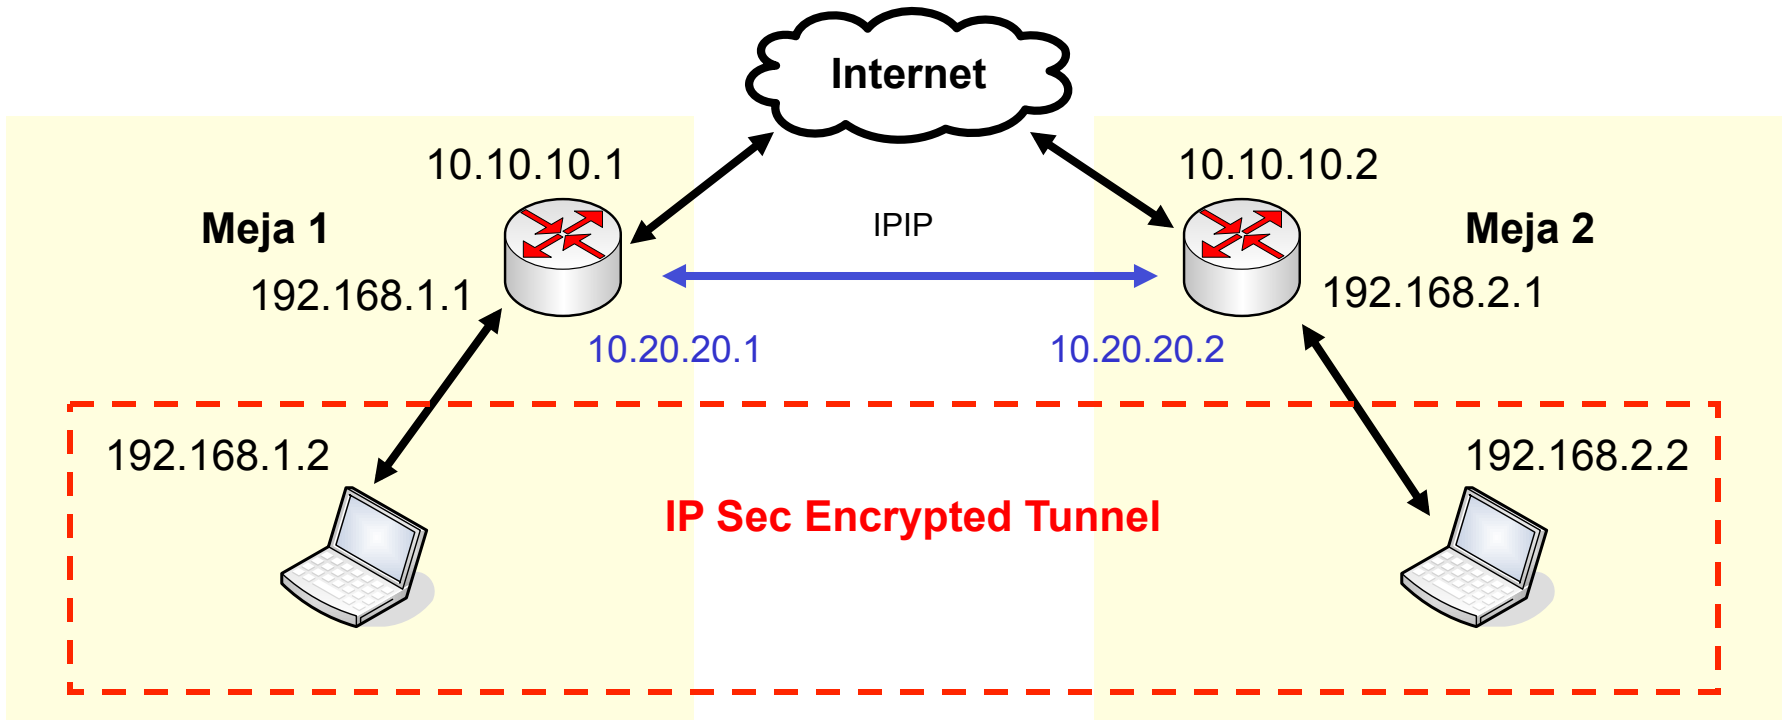 Internet
10.10.10.1
10.10.10.2
Meja 1
IPIP
Meja 2
192.168.1.1
192.168.2.1
10.20.20.1
10.20.20.2
192.168.1.2
192.168.2.2
IP Sec Encrypted Tunnel